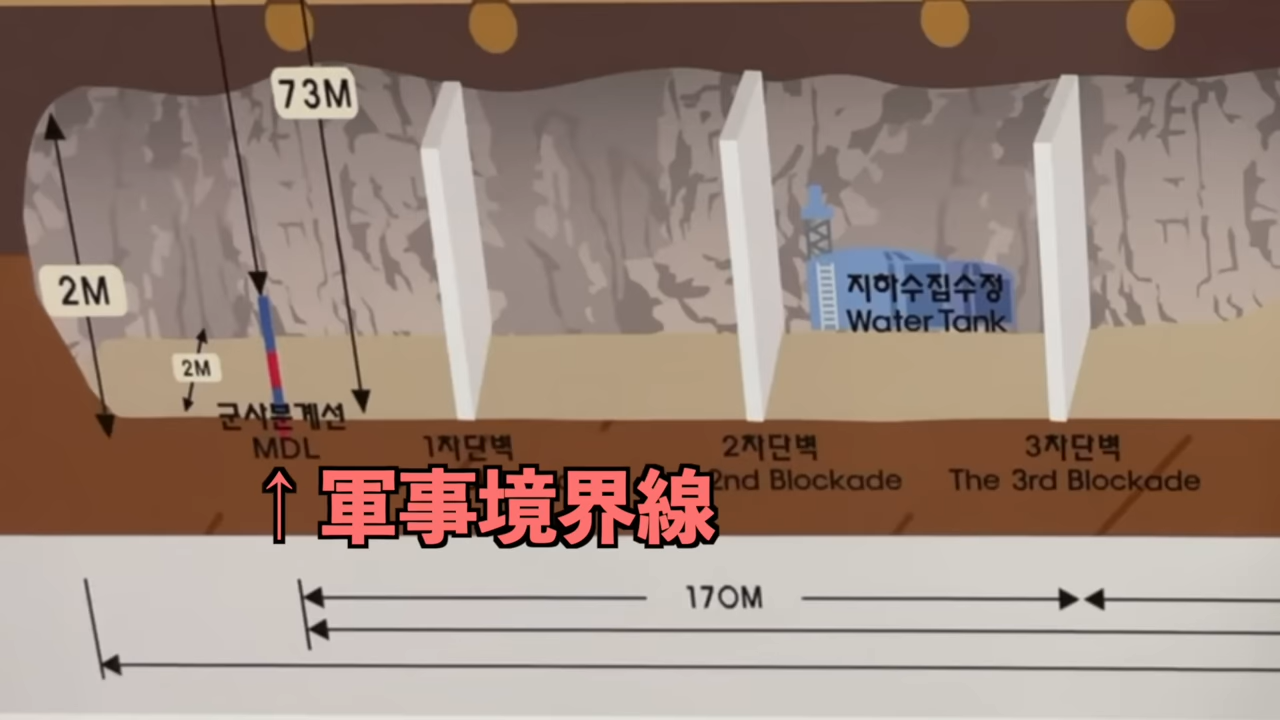 73M
2M
2M
지하수집수정
Water Tank
군사분계선
MDL
1차단벽
2차단벽
2nd Blockade
3차단벽
The 3rd Blockade
↑ 軍事境界線
170M